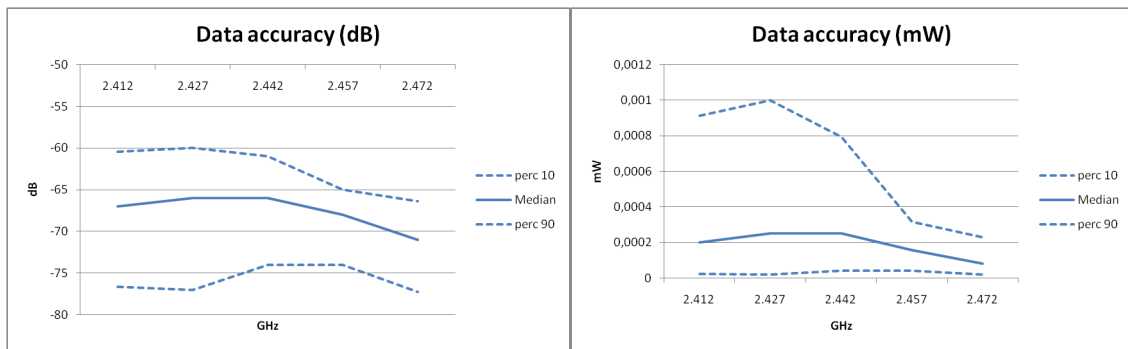 Data accuracy (dB)
-50
2.412 2.427 2.442 2.457 2.472
-55
-60
-65
-70
-75
-80
dB
GHz
perc 10
Median
perc 90
Data accuracy (mW)
0,0012
0,001
0,0008
0,0006
0,0004
0,0002
0
mW
2.412 2.427 2.442 2.457 2.472
GHz
perc 10
Median
perc 90